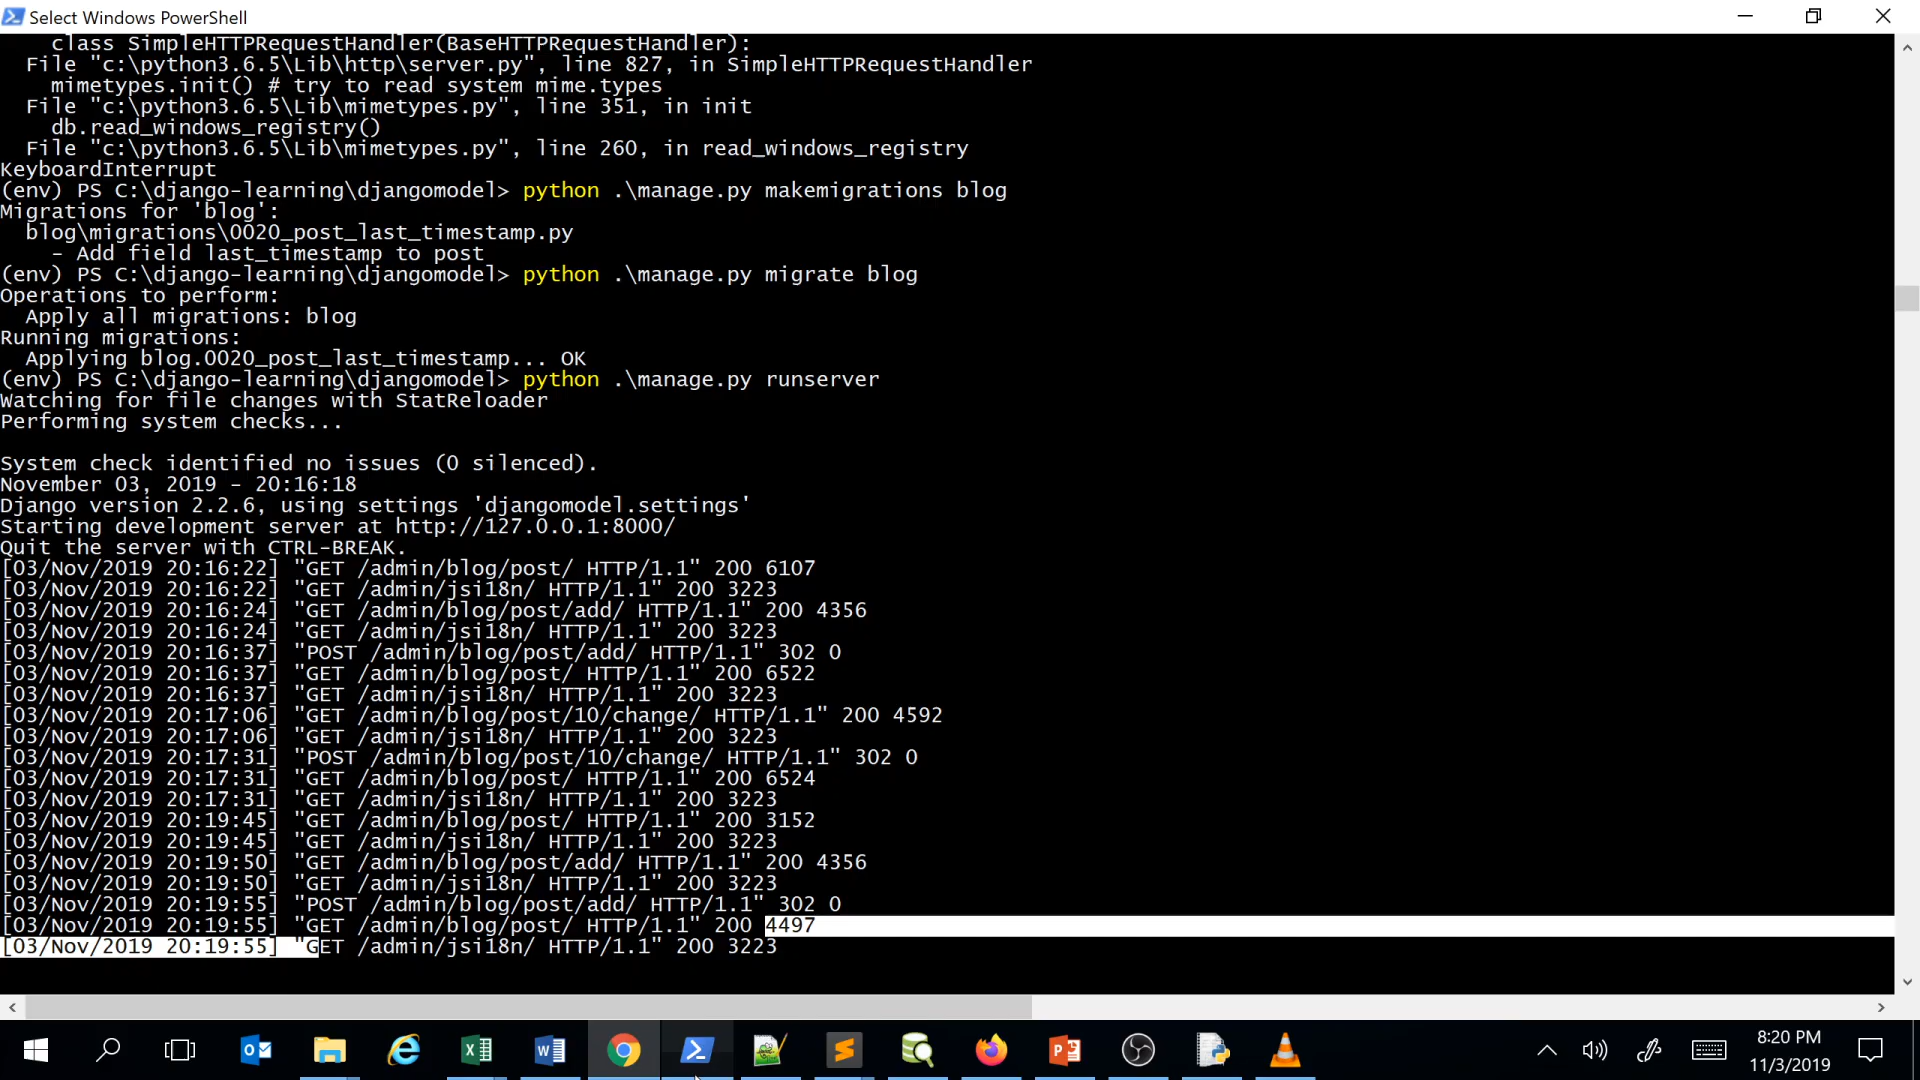 Select Windows PowerShell
class SimpleHTTPRequestHandler(BaseHTTPRequestHandler):
File "c:\python3.6.5\Lib\http\server.py", line 827, in SimpleHTTPRequestHandler
mimetypes.init() # try to read system mime.types
File "c:\python3.6.5\Lib\mimetypes.py", line 351, in init
db.read_windows_registry()
File "c:\python3.6.5\Lib\mimetypes.py", line 260, in read_windows_registry
KeyboardInterrupt
(env) PS C:\django-learning\djangomodel> python .\manage.py makemigrations blog
Migrations for 'blog':
blog\migrations\0020_post_last_timestamp.py
- Add field last_timestamp to post
(env) PS C:\django-learning\djangomodel> python .\manage.py migrate blog
Operations to perform:
Apply all migrations: blog
Running migrations:
Applying blog.0020_post_last_timestamp... OK
(env) PS C:\django-learning\djangomodel> python .\manage.py runserver
Watching for file changes with StatReloader
Performing system checks...
System check identified no issues (0 silenced).
November 03, 2019 - 20:16:18
Django version 2.2.6, using settings 'djangomodel.settings'
Starting development server at http://127.0.0.1:8000/
Quit the server with CTRL-BREAK.
[03/Nov/2019 20:16:22] "GET /admin/blog/post/ HTTP/1.1" 200 6107
[03/Nov/2019 20:16:22] "GET /admin/jsi18n/ HTTP/1.1" 200 3223
[03/Nov/2019 20:16:24] "GET /admin/blog/post/add/ HTTP/1.1" 200 4356
[03/Nov/2019 20:16:24] "GET /admin/jsi18n/ HTTP/1.1" 200 3223
[03/Nov/2019 20:16:37] "POST /admin/blog/post/add/ HTTP/1.1" 302 0
[03/Nov/2019 20:16:37] "GET /admin/blog/post/ HTTP/1.1" 200 6522
[03/Nov/2019 20:16:37] "GET /admin/jsi18n/ HTTP/1.1" 200 3223
[03/Nov/2019 20:17:06] "GET /admin/blog/post/10/change/ HTTP/1.1" 200 4592
[03/Nov/2019 20:17:06] "GET /admin/jsi18n/ HTTP/1.1" 200 3223
[03/Nov/2019 20:17:31] "POST /admin/blog/post/10/change/ HTTP/1.1" 302 0
[03/Nov/2019 20:17:31] "GET /admin/blog/post/ HTTP/1.1" 200 6524
[03/Nov/2019 20:17:31] "GET /admin/jsi18n/ HTTP/1.1" 200 3223
[03/Nov/2019 20:19:45] "GET /admin/blog/post/ HTTP/1.1" 200 3152
[03/Nov/2019 20:19:45] "GET /admin/jsi18n/ HTTP/1.1" 200 3223
[03/Nov/2019 20:19:50] "GET /admin/blog/post/add/ HTTP/1.1" 200 4356
[03/Nov/2019 20:19:50] "GET /admin/jsi18n/ HTTP/1.1" 200 3223
[03/Nov/2019 20:19:55] "POST /admin/blog/post/add/ HTTP/1.1" 302 0
[03/Nov/2019 20:19:55] "GET /admin/blog/post/ HTTP/1.1" 200 4497
[03/Nov/2019 20:19:55] "GET /admin/jsi18n/ HTTP/1.1" 200 3223
8:20 PM
11/3/2019